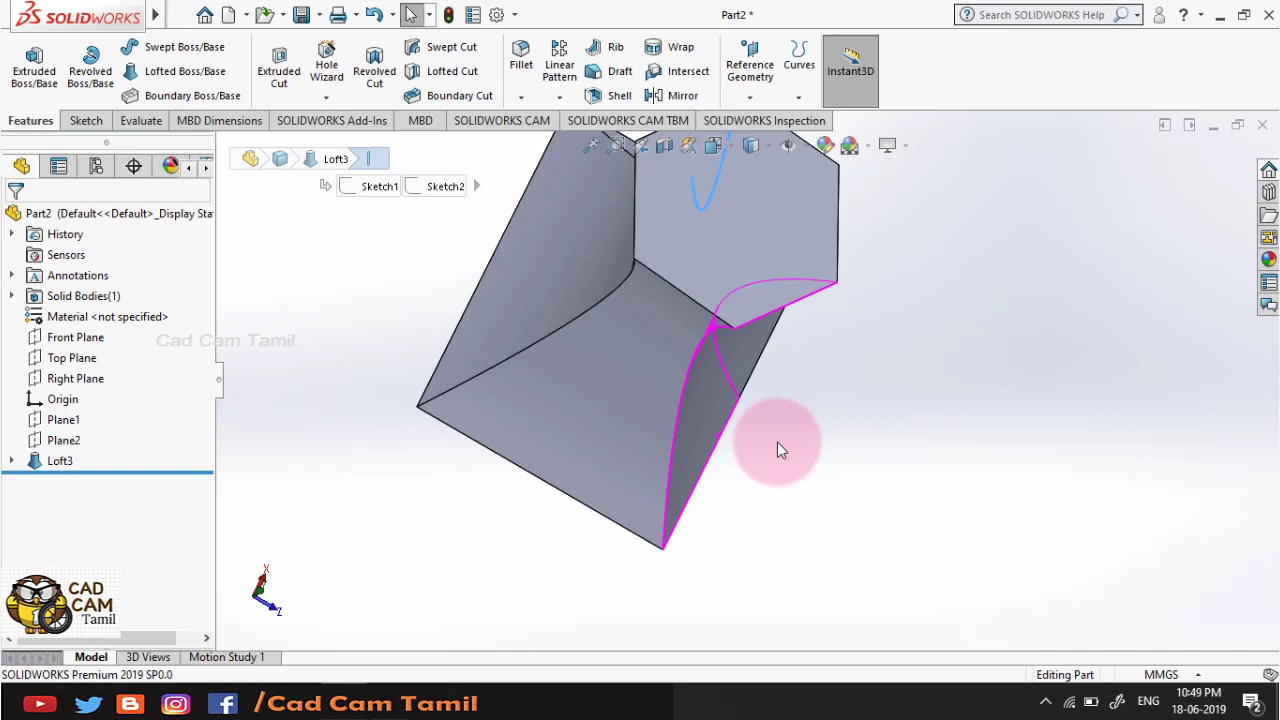 SOLIDWORKS
Part2 *
Search SOLIDWORKS Help
?
Extruded Boss/Base
Revolved Boss/Base
Swept Boss/Base
Lofted Boss/Base
Boundary Boss/Base
Extruded Cut
Hole Wizard
Revolved Cut
Swept Cut
Lofted Cut
Boundary Cut
Fillet
Linear Pattern
Rib
Draft
Shell
Wrap
Intersect
Mirror
Reference Geometry
Curves
Instant3D
Features
Sketch
Evaluate
MBD Dimensions
SOLIDWORKS Add-Ins
MBD
SOLIDWORKS CAM
SOLIDWORKS CAM TBM
SOLIDWORKS Inspection
Loft3
Sketch1
Sketch2
Part2 (Default<<Default>_Display Sta
History
Sensors
Annotations
Solid Bodies(1)
Material <not specified>
Front Plane
Top Plane
Right Plane
Origin
Plane1
Plane2
Loft3
Cad Cam Tamil
X
Z
CAD
CAM
Tamil
Model
3D Views
Motion Study 1
SOLIDWORKS Premium 2019 SP0.0
Editing Part
MMGS
/Cad Cam Tamil
ENG
10:49 PM
18-06-2019
2